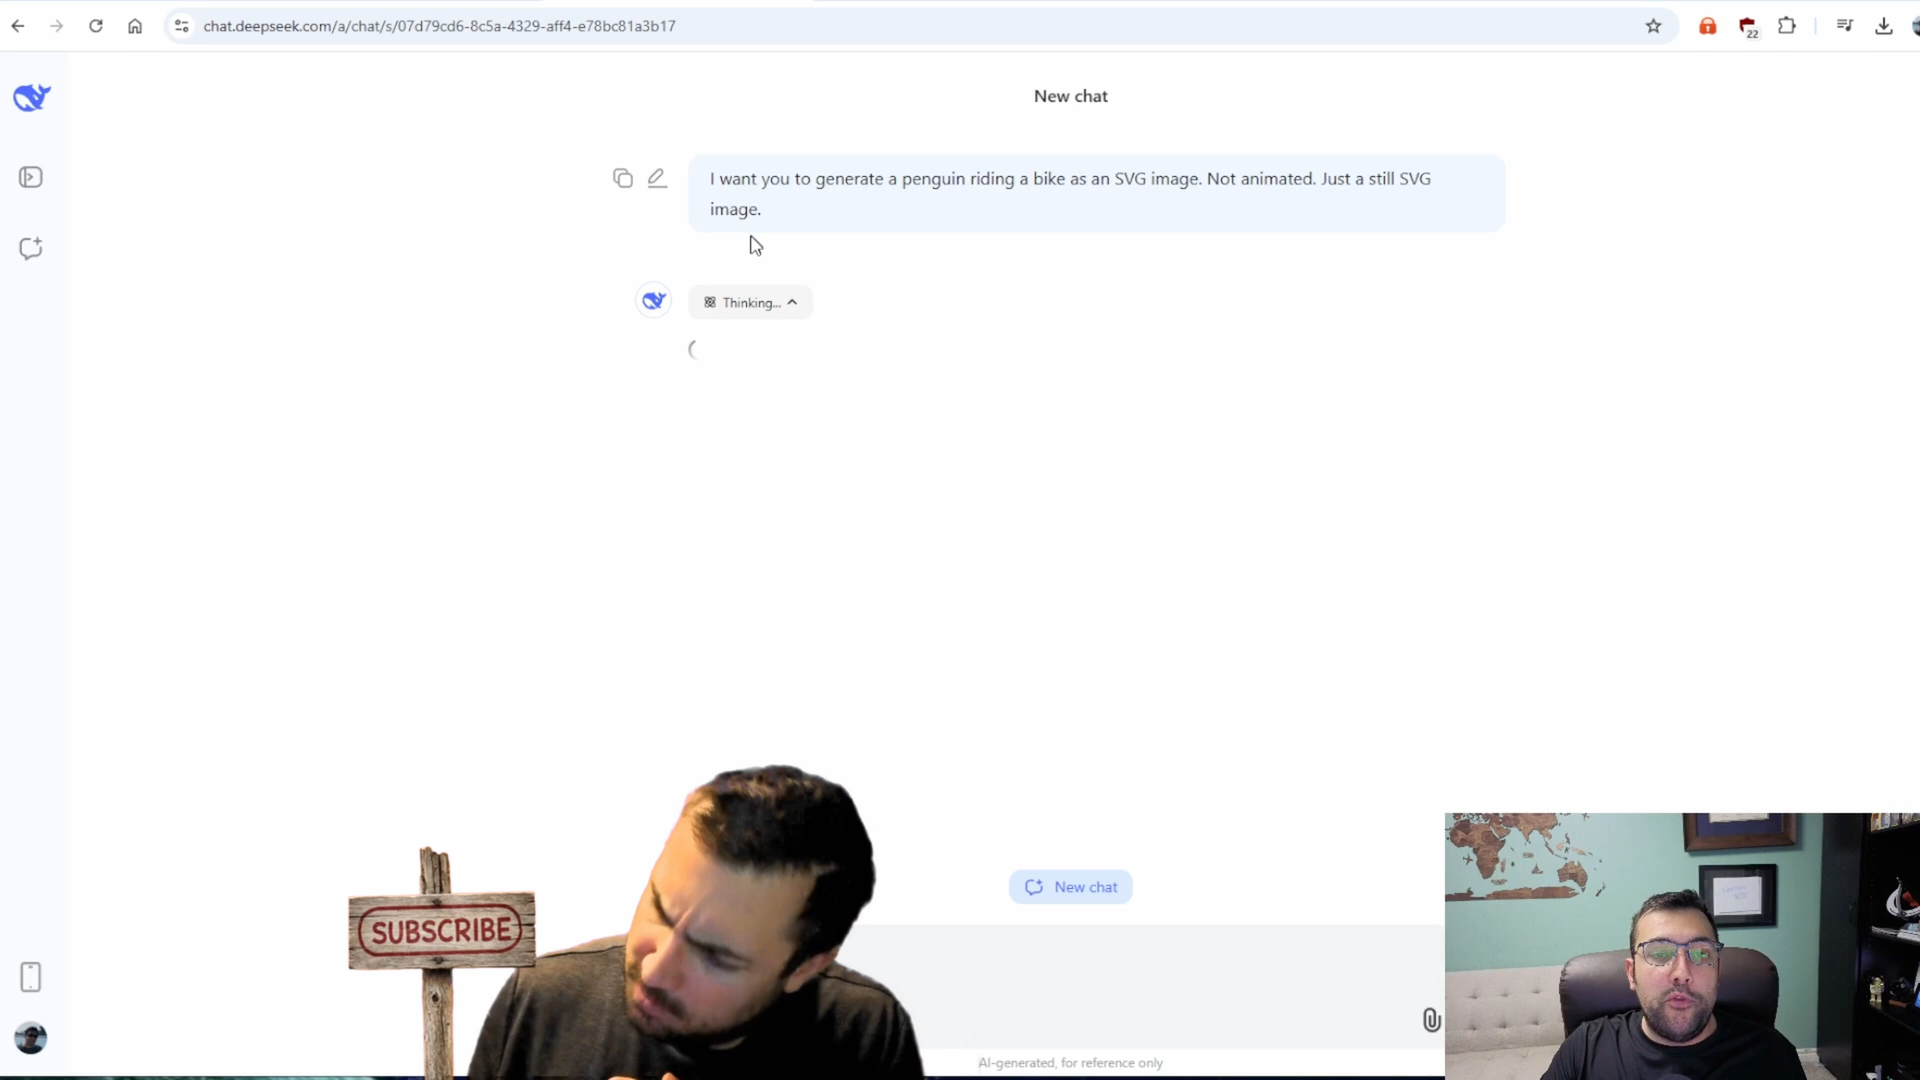 chat.deepseek.com/a/chat/s/07d79cd6-8c5a-4329-aff4-e78bc81a3b17
22
New chat
I want you to generate a penguin riding a bike as an SVG image. Not animated. Just a still SVG
image.
Thinking...
New chat
SUBSCRIBE
AI-generated, for reference only